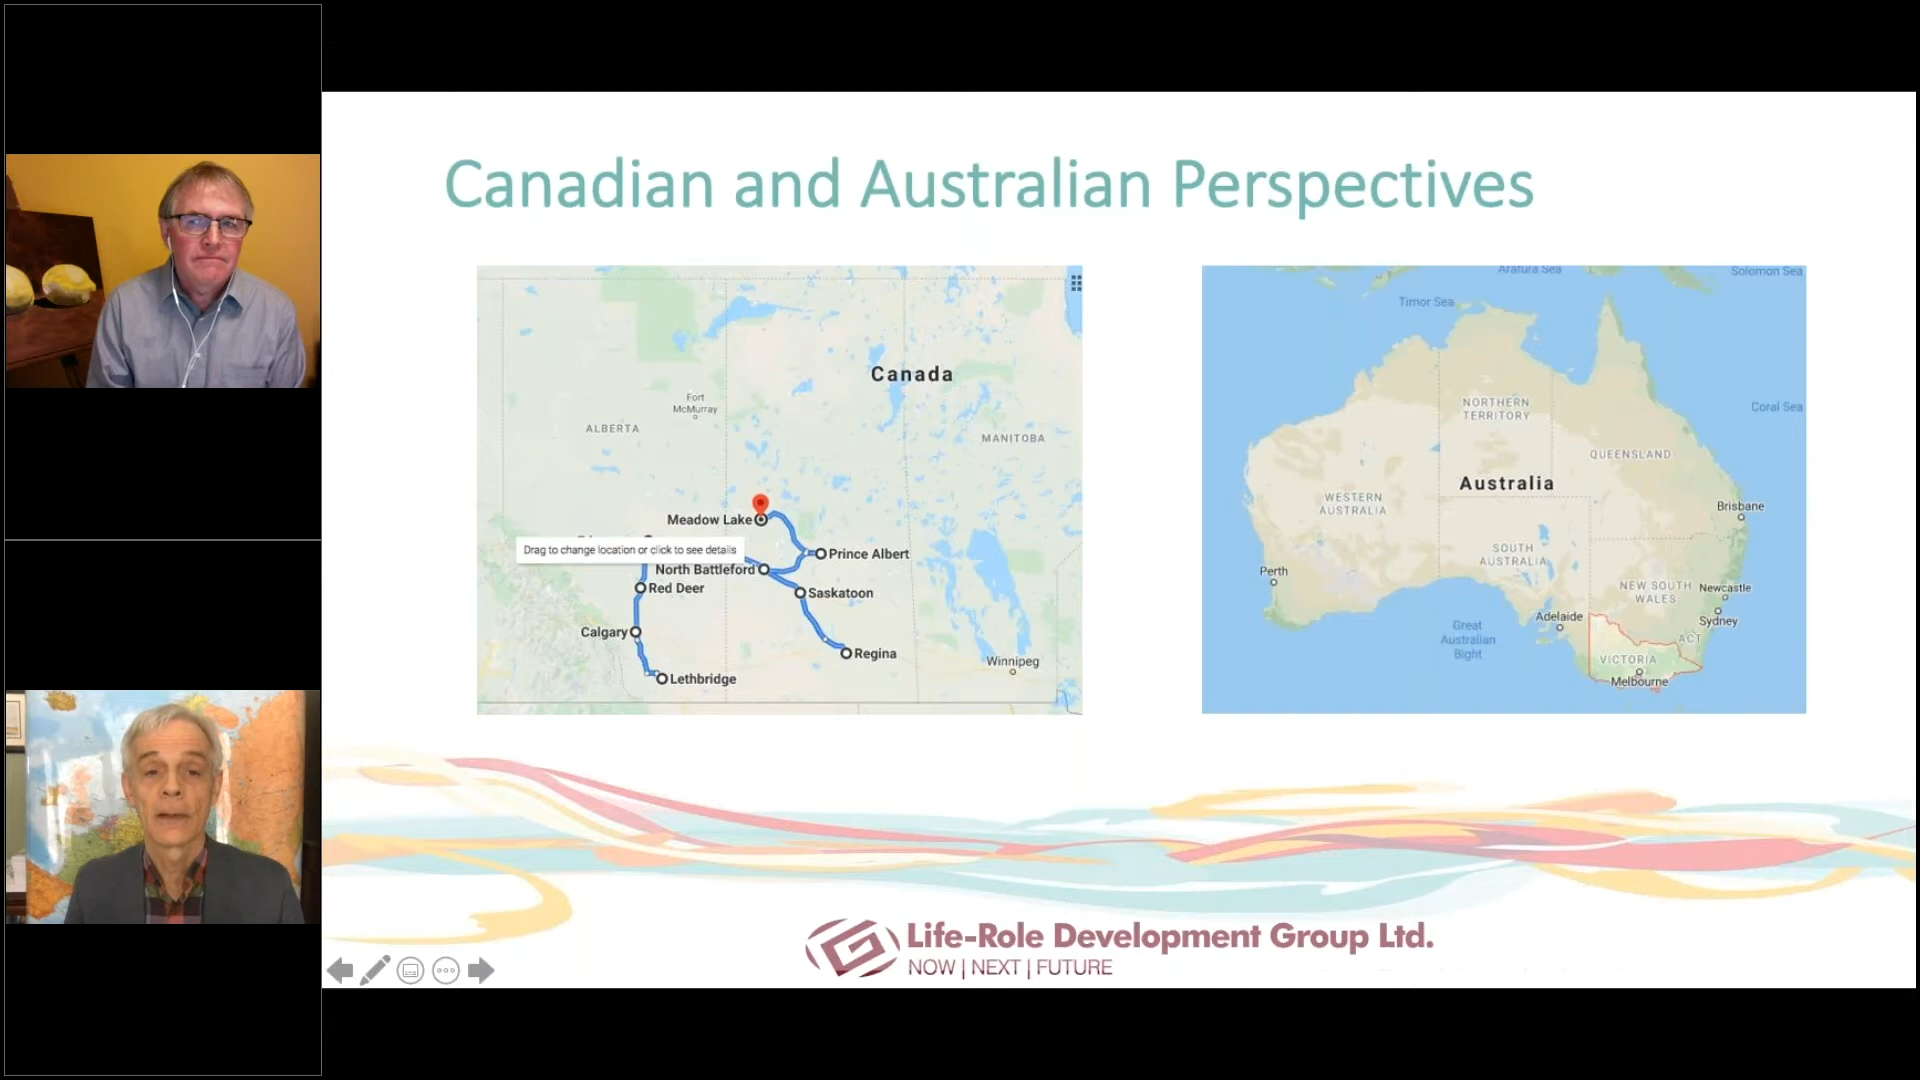 Canadian and Australian Perspectives
Canada
Fort
McMurray
ALBERTA
MANITOBA
Meadow Lake
Prince Albert
Drag to change location or click to see details
North Battleford
Red Deer
Saskatoon
Calgary
Regina
Winnipeg
Lethbridge
Arafura Sea
Solomon Sea
Timor Sea
Coral Sea
NORTHERN
TERRITORY
QUEENSLAND
Australia
WESTERN
AUSTRALIA
Brisbane
SOUTH
AUSTRALIA
Perth
NEW SOUTH
WALES
Newcastle
Adelaide
Sydney
Great
Australian
Bight
ACT
VICTORIA
Melbourne
Life-Role Development Group Ltd.
NOW | NEXT | FUTURE